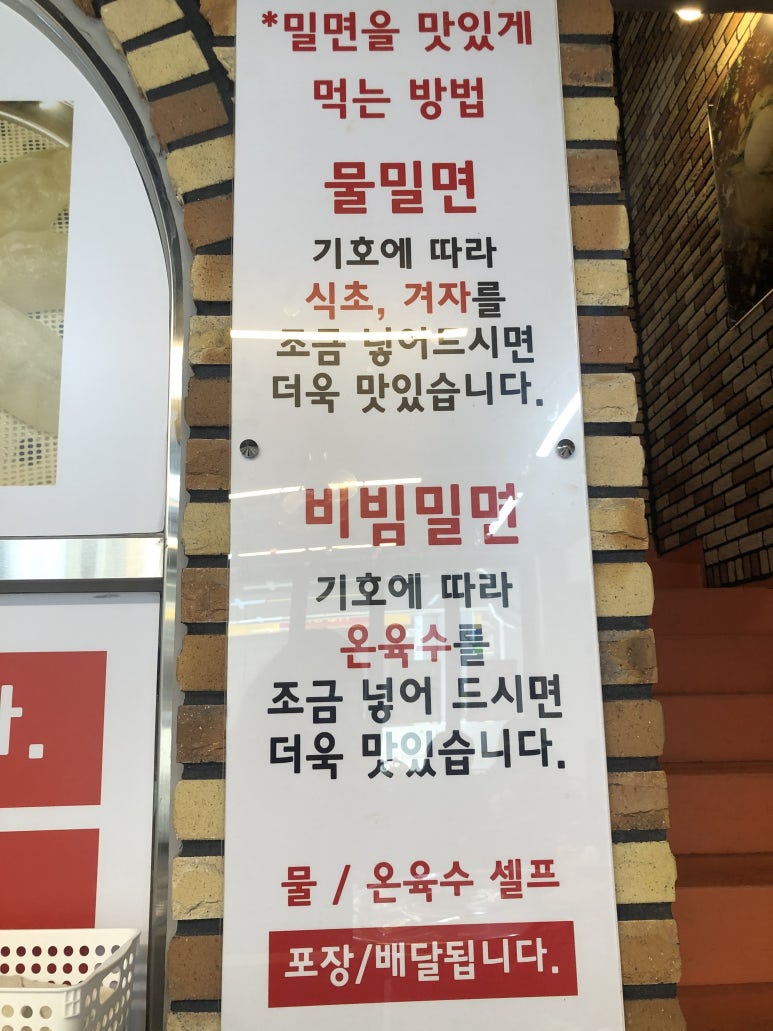 *밀면을 맛있게
먹는 방법
물밀면
기호에 따라
식초, 겨자를
조금 넣어드시면
더욱 맛있습니다.
비빔밀면
기호에 따라
온육수를
조금 넣어 드시면
더욱 맛있습니다.
물 / 온육수 셀프
포장/배달됩니다.